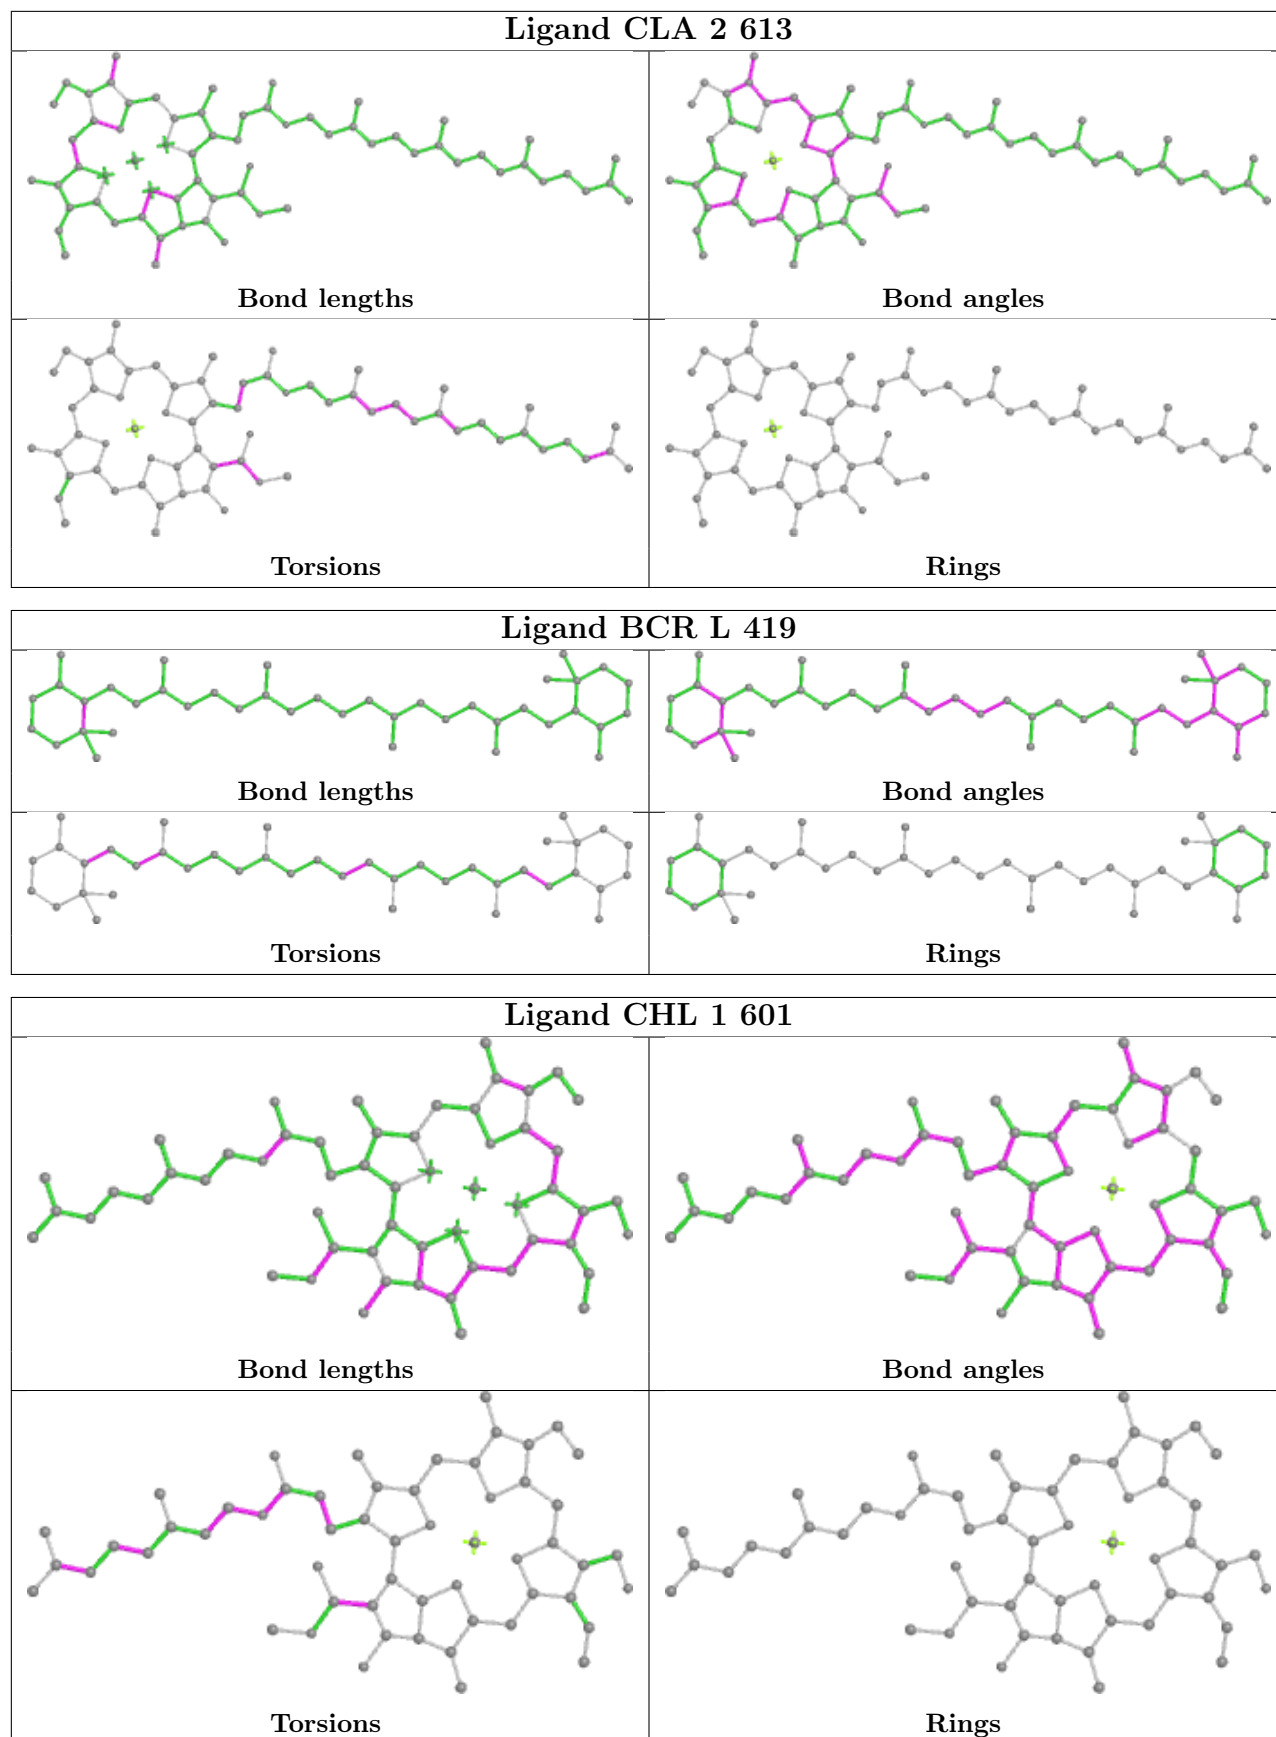 Ligand CLA 2 613
Bond lengths
Bond angles
Torsions
Rings
Ligand BCR L 419
Bond lengths
Bond angles
Torsions
Rings
Ligand CHL 1 601
Bond lengths
Bond angles
Torsions
Rings